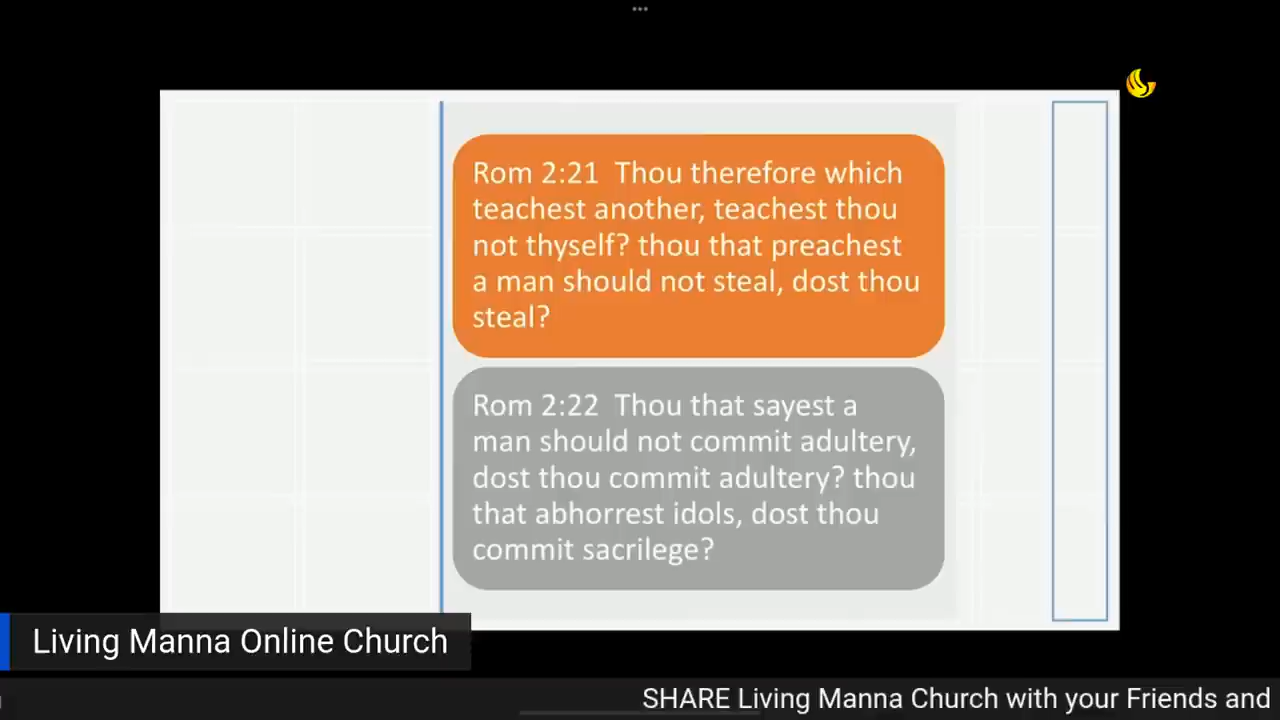 Rom 2:21 Thou therefore which
teachest another, teachest thou
not thyself? thou that preachest
a man should not steal, dost thou
steal?
Rom 2:22 Thou that sayest a
man should not commit adultery,
dost thou commit adultery? thou
that abhorrest idols, dost thou
commit sacrilege?
Living Manna Online Church
SHARE Living Manna Church with your Friends and